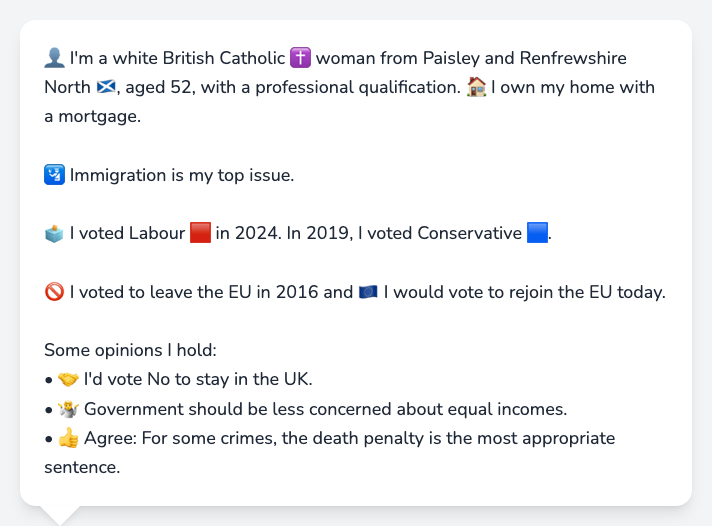 👤 I'm a white British Catholic ✝️ woman from Paisley and Renfrewshire
North 🏴󠁧󠁢󠁳󠁣󠁴󠁿, aged 52, with a professional qualification. 🏠 I own my home with
a mortgage.
🛂 Immigration is my top issue.
🗳️ I voted Labour 🟥 in 2024. In 2019, I voted Conservative 🟦.
🚫 I voted to leave the EU in 2016 and 🇪🇺 I would vote to rejoin the EU today.
Some opinions I hold:
• 🤝 I'd vote No to stay in the UK.
• 🤷 Government should be less concerned about equal incomes.
• 👍 Agree: For some crimes, the death penalty is the most appropriate
sentence.